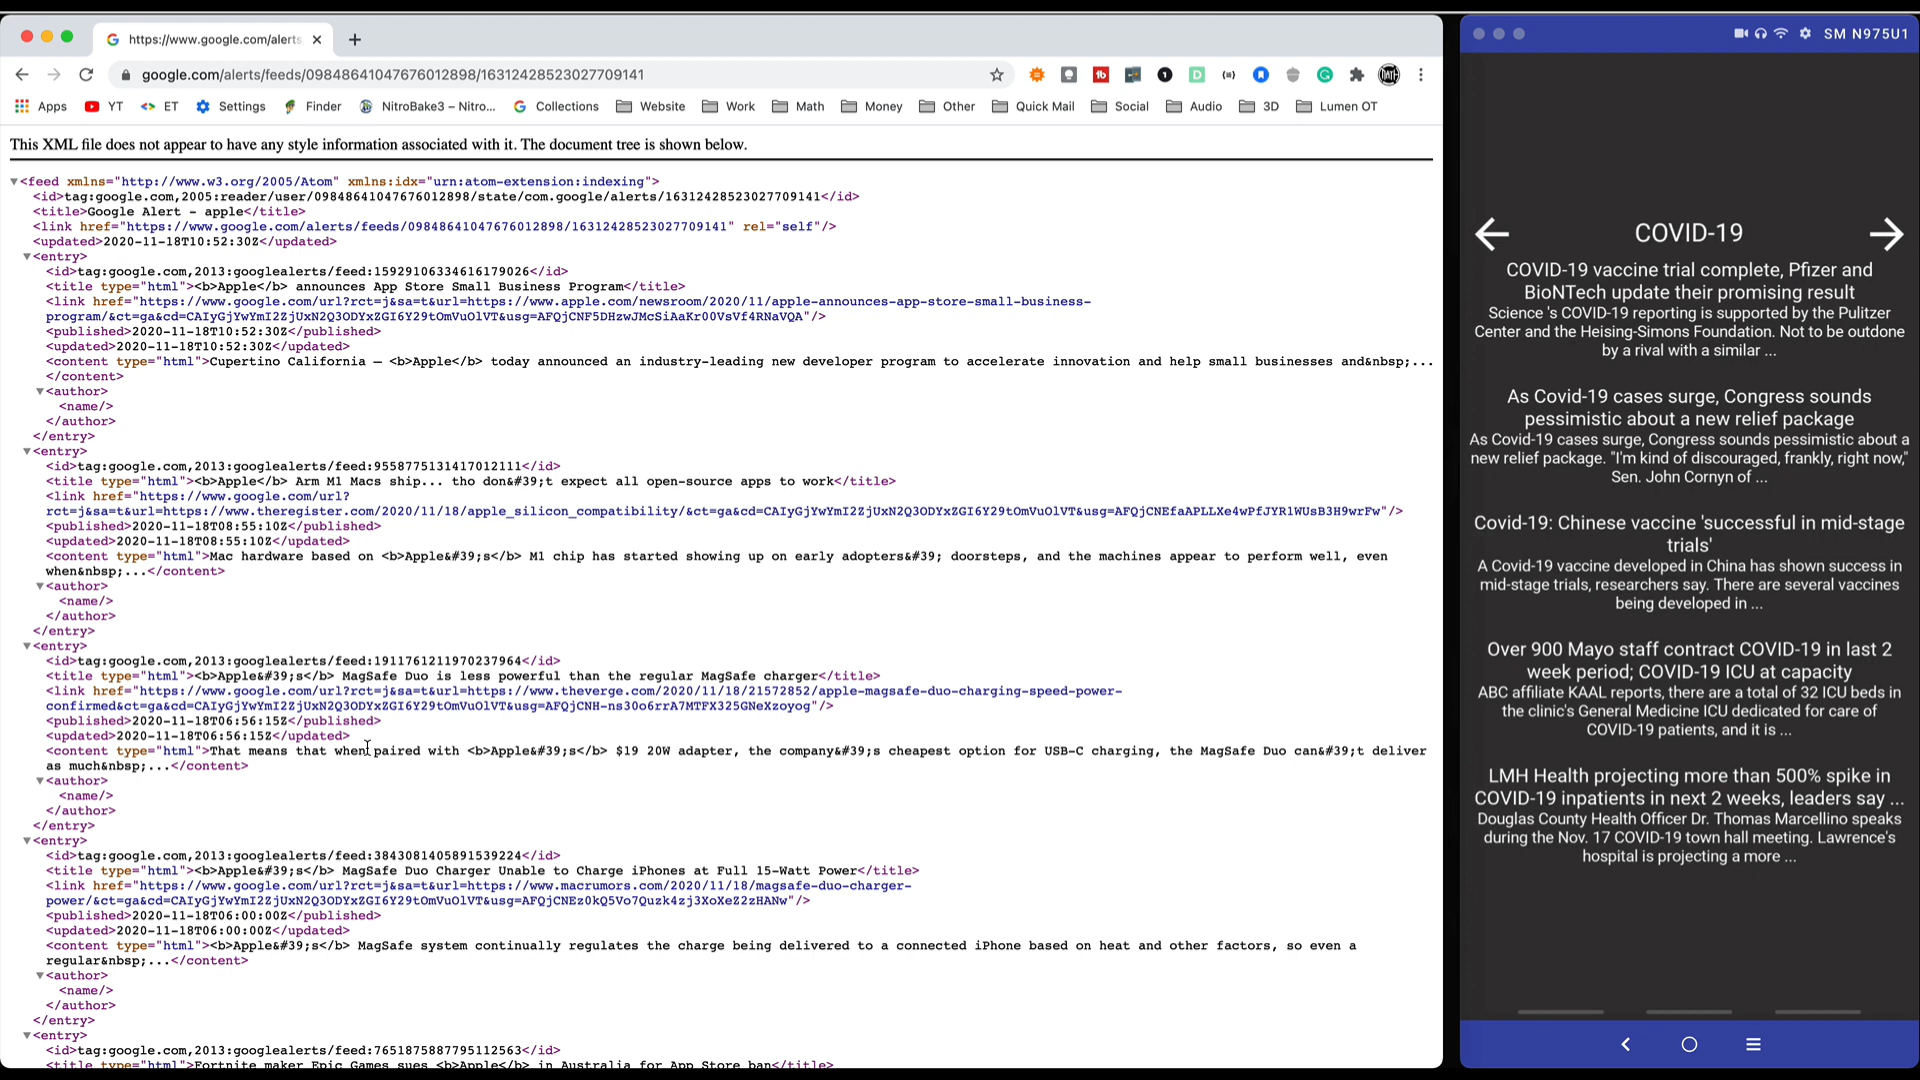 https://www.google.com/alerts
google.com/alerts/feeds/09848641047676012898/16312428523027709141
Apps YT ET Settings Finder NitroBake3 – Nitro... Collections Website Work Math Money Other Quick Mail Social Audio 3D Lumen OT
This XML file does not appear to have any style information associated with it. The document tree is shown below.
<feed xmlns="http://www.w3.org/2005/Atom" xmlns:idx="urn:atom-extension:indexing">
<id>tag:google.com,2005:reader/user/09848641047676012898/state/com.google/alerts/16312428523027709141</id>
<title>Google Alert - apple</title>
<link href="https://www.google.com/alerts/feeds/09848641047676012898/16312428523027709141" rel="self"/>
<updated>2020-11-18T10:52:30Z</updated>
<entry>
<id>tag:google.com,2013:googlealerts/feed:15929106334616179026</id>
<title type="html"><b>Apple</b> announces App Store Small Business Program</title>
<link href="https://www.google.com/url?rct=j&sa=t&url=https://www.apple.com/newsroom/2020/11/apple-announces-app-store-small-business-
program/&ct=ga&cd=CAIyGjYwYmI2ZjUxN2Q3ODYxZGI6Y29tOmVuOlVT&usg=AFQjCNF5DHzwJMcSiAaKr00VsVf4RNaVQA"/>
<published>2020-11-18T10:52:30Z</published>
<updated>2020-11-18T10:52:30Z</updated>
<content type="html">Cupertino California — <b>Apple</b> today announced an industry-leading new developer program to accelerate innovation and help small businesses and&nbsp;...
</content>
<author>
<name/>
</author>
</entry>
<entry>
<id>tag:google.com,2013:googlealerts/feed:9558775131417012111</id>
<title type="html"><b>Apple</b> Arm M1 Macs ship... tho don&#39;t expect all open-source apps to work</title>
<link href="https://www.google.com/url?
rct=j&sa=t&url=https://www.theregister.com/2020/11/18/apple_silicon_compatibility/&ct=ga&cd=CAIyGjYwYmI2ZjUxN2Q3ODYxZGI6Y29tOmVuOlVT&usg=AFQjCNEfaAPLLXe4wPfJYR1WUsB3H9wrFw"/>
<published>2020-11-18T08:55:10Z</published>
<updated>2020-11-18T08:55:10Z</updated>
<content type="html">Mac hardware based on <b>Apple&#39;s</b> M1 chip has started showing up on early adopters&#39; doorsteps, and the machines appear to perform well, even
when&nbsp;...</content>
<author>
<name/>
</author>
</entry>
<entry>
<id>tag:google.com,2013:googlealerts/feed:1911761211970237964</id>
<title type="html"><b>Apple&#39;s</b> MagSafe Duo is less powerful than the regular MagSafe charger</title>
<link href="https://www.google.com/url?rct=j&sa=t&url=https://www.theverge.com/2020/11/18/21572852/apple-magsafe-duo-charging-speed-power-
confirmed&ct=ga&cd=CAIyGjYwYmI2ZjUxN2Q3ODYxZGI6Y29tOmVuOlVT&usg=AFQjCNH-ns30o6rrA7MTFX325GNeXzoyog"/>
<published>2020-11-18T06:56:15Z</published>
<updated>2020-11-18T06:56:15Z</updated>
<content type="html">That means that when paired with <b>Apple&#39;s</b> $19 20W adapter, the company&#39;s cheapest option for USB-C charging, the MagSafe Duo can&#39;t deliver
as much&nbsp;...</content>
<author>
<name/>
</author>
</entry>
<entry>
<id>tag:google.com,2013:googlealerts/feed:3843081405891539224</id>
<title type="html"><b>Apple&#39;s</b> MagSafe Duo Charger Unable to Charge iPhones at Full 15-Watt Power</title>
<link href="https://www.google.com/url?rct=j&sa=t&url=https://www.macrumors.com/2020/11/18/magsafe-duo-charger-
power/&ct=ga&cd=CAIyGjYwYmI2ZjUxN2Q3ODYxZGI6Y29tOmVuOlVT&usg=AFQjCNEz0kQ5Vo7Quzk4zj3XoXeZ2zHANw"/>
<published>2020-11-18T06:00:00Z</published>
<updated>2020-11-18T06:00:00Z</updated>
<content type="html"><b>Apple&#39;s</b> MagSafe system continually regulates the charge being delivered to a connected iPhone based on heat and other factors, so even a
regular&nbsp;...</content>
<author>
<name/>
</author>
</entry>
<entry>
<id>tag:google.com,2013:googlealerts/feed:7651875887795112563</id>
<title type="html">Fortnite maker Epic Games sues <b>Apple</b> in Australia for App Store ban</title>
SM N975U1
COVID-19
COVID-19 vaccine trial complete, Pfizer and
BioNTech update their promising result
Science 's COVID-19 reporting is supported by the Pulitzer
Center and the Heising-Simons Foundation. Not to be outdone
by a rival with a similar ...
As Covid-19 cases surge, Congress sounds
pessimistic about a new relief package
As Covid-19 cases surge, Congress sounds pessimistic about a
new relief package. "I'm kind of discouraged, frankly, right now,"
Sen. John Cornyn of ...
Covid-19: Chinese vaccine 'successful in mid-stage
trials'
A Covid-19 vaccine developed in China has shown success in
mid-stage trials, researchers say. There are several vaccines
being developed in ...
Over 900 Mayo staff contract COVID-19 in last 2
week period; COVID-19 ICU at capacity
ABC affiliate KAAL reports, there are a total of 32 ICU beds in
the clinic's General Medicine ICU dedicated for care of
COVID-19 patients, and it is ...
LMH Health projecting more than 500% spike in
COVID-19 inpatients in next 2 weeks, leaders say ...
Douglas County Health Officer Dr. Thomas Marcellino speaks
during the Nov. 17 COVID-19 town hall meeting. Lawrence's
hospital is projecting a more ...